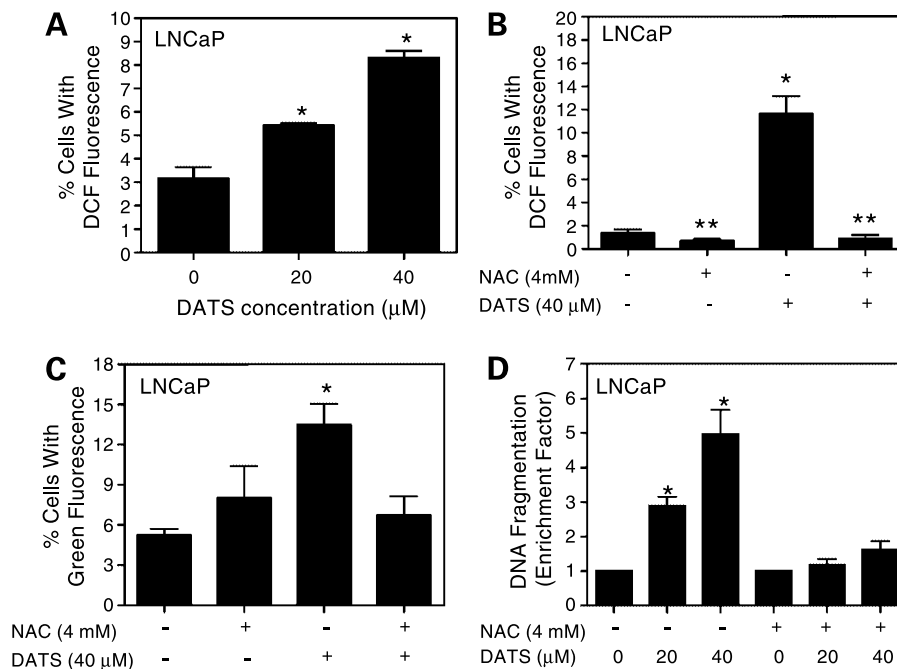 A
LNCaP
% Cells With
DCF Fluorescence
10
9
8
7
6
5
4
3
2
1
0
*
*
0 20 40
DATS concentration (μM)
B
LNCaP
% Cells With
DCF Fluorescence
20
18
16
14
12
10
8
6
4
2
0
**
*
**
NAC (4mM) - + - +
DATS (40 μM) - - + +
C
LNCaP
% Cells With
Green Fluorescence
18
15
12
9
6
3
0
*
NAC (4 mM) - + - +
DATS (40 μM) - - + +
D
LNCaP
DNA Fragmentation
(Enrichment Factor)
7
6
5
4
3
2
1
0
*
*
NAC (4 mM) - - - + + +
DATS (μM) 0 20 40 0 20 40